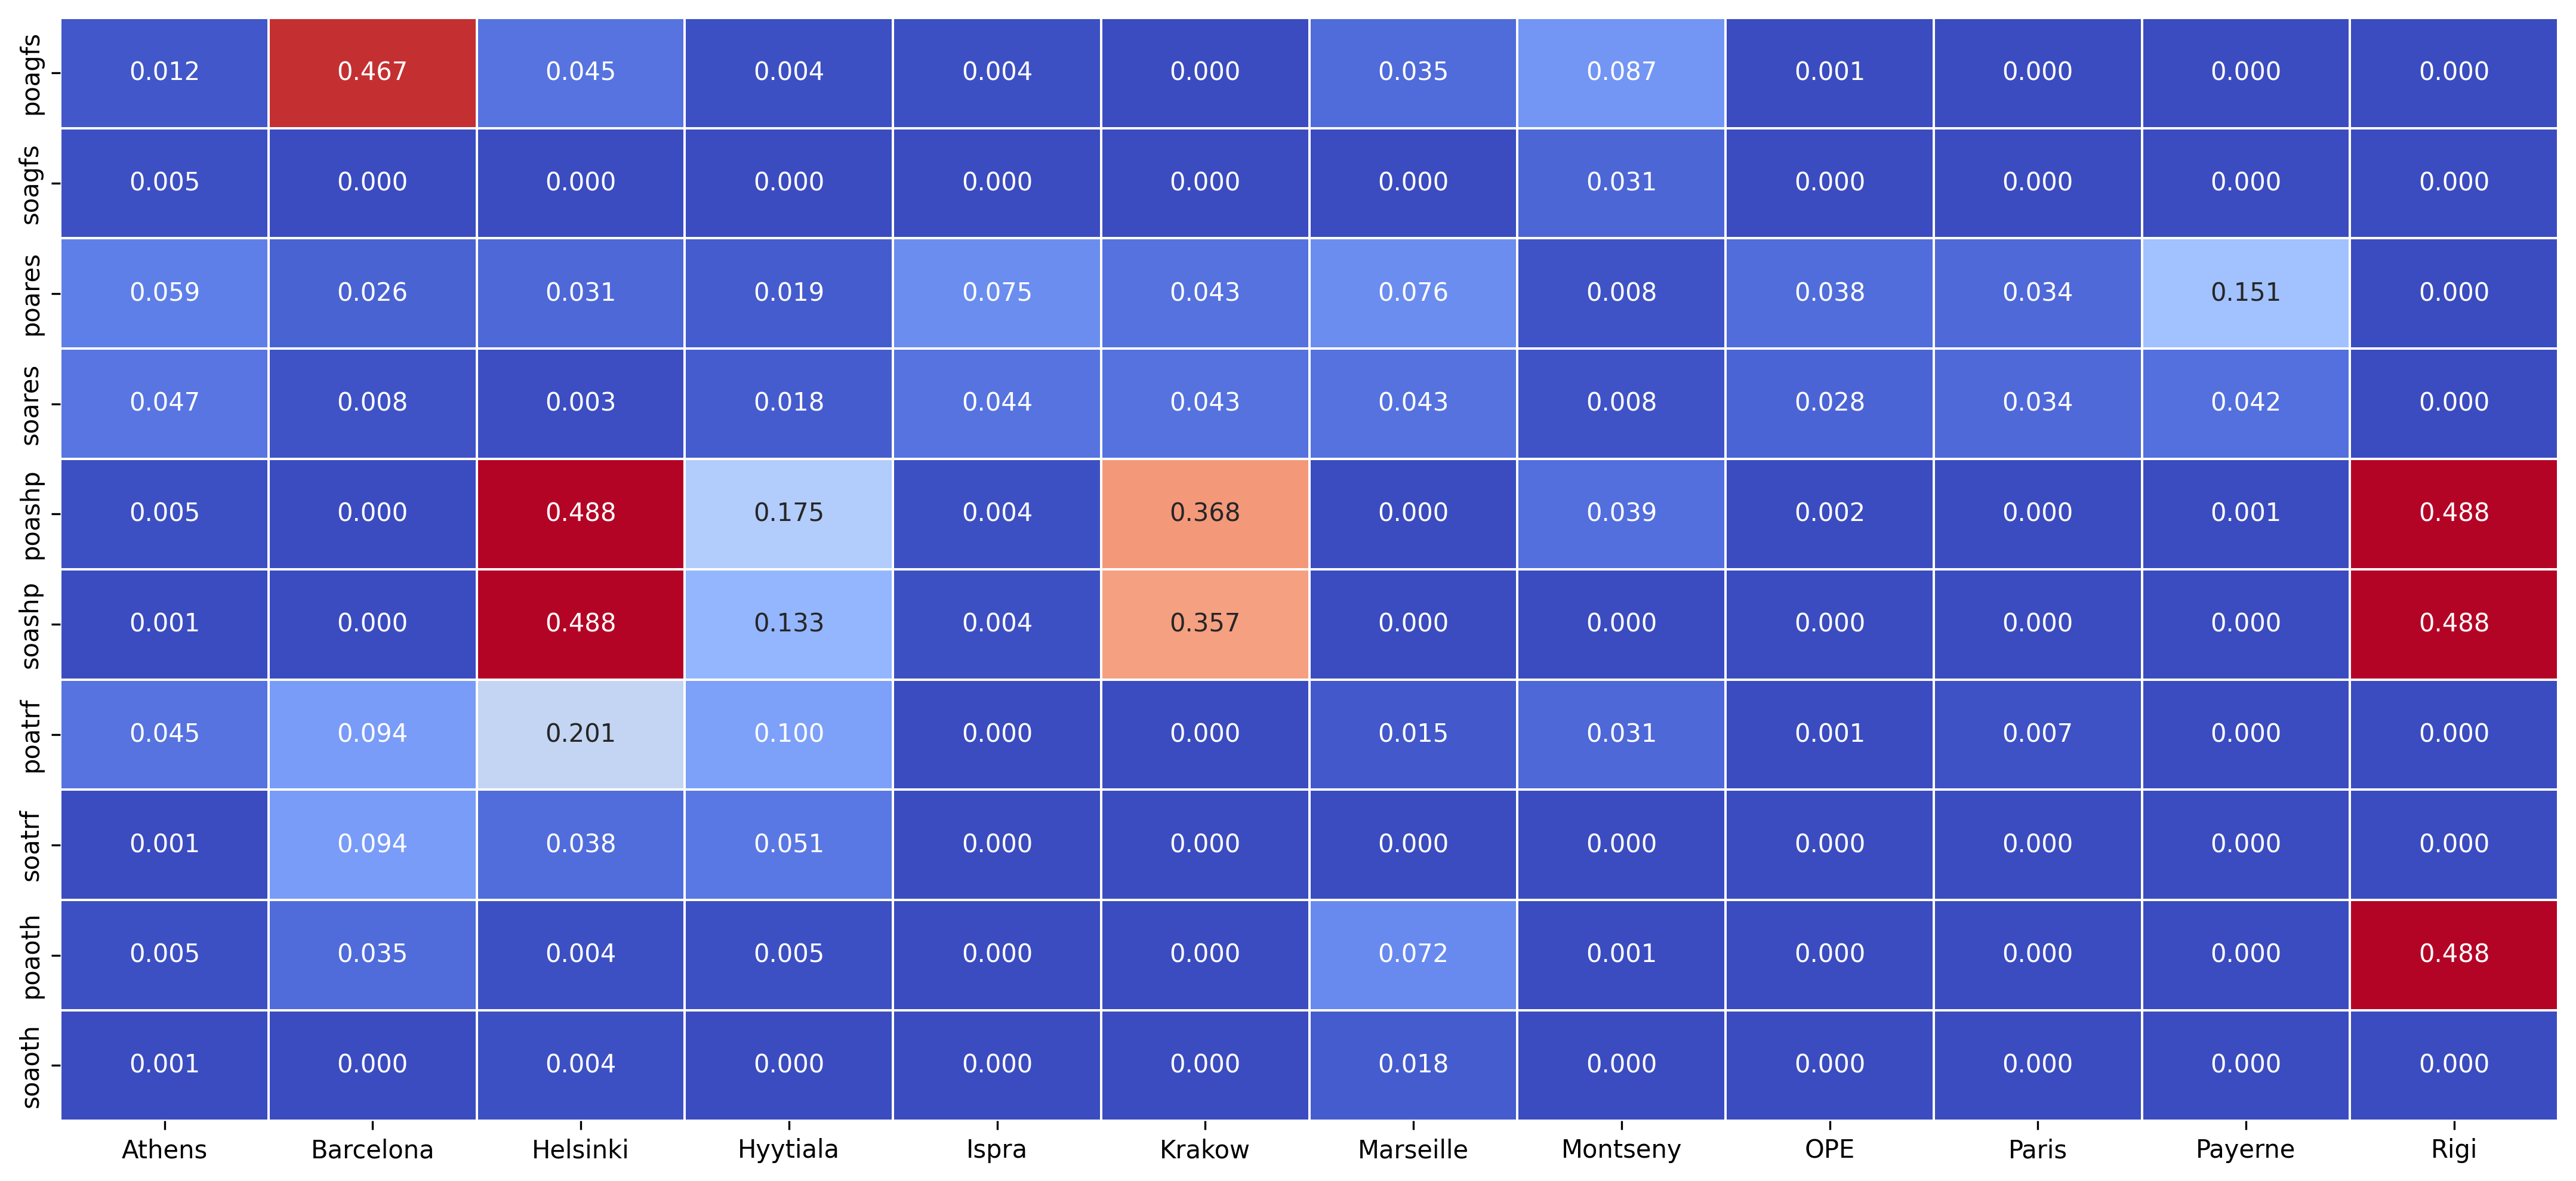 poagfs 0.012 0.467 0.045 0.004 0.004 0.000 0.035 0.087 0.001 0.000 0.000 0.000
soagfs 0.005 0.000 0.000 0.000 0.000 0.000 0.000 0.031 0.000 0.000 0.000 0.000
poares 0.059 0.026 0.031 0.019 0.075 0.043 0.076 0.008 0.038 0.034 0.151 0.000
soares 0.047 0.008 0.003 0.018 0.044 0.043 0.043 0.008 0.028 0.034 0.042 0.000
poashp 0.005 0.000 0.488 0.175 0.004 0.368 0.000 0.039 0.002 0.000 0.001 0.488
soashp 0.001 0.000 0.488 0.133 0.004 0.357 0.000 0.000 0.000 0.000 0.000 0.488
poatrf 0.045 0.094 0.201 0.100 0.000 0.000 0.015 0.031 0.001 0.007 0.000 0.000
soatrf 0.001 0.094 0.038 0.051 0.000 0.000 0.000 0.000 0.000 0.000 0.000 0.000
poaoth 0.005 0.035 0.004 0.005 0.000 0.000 0.072 0.001 0.000 0.000 0.000 0.488
soaoth 0.001 0.000 0.004 0.000 0.000 0.000 0.018 0.000 0.000 0.000 0.000 0.000
Athens Barcelona Helsinki Hyytiala Ispra Krakow Marseille Montseny OPE Paris Payerne Rigi